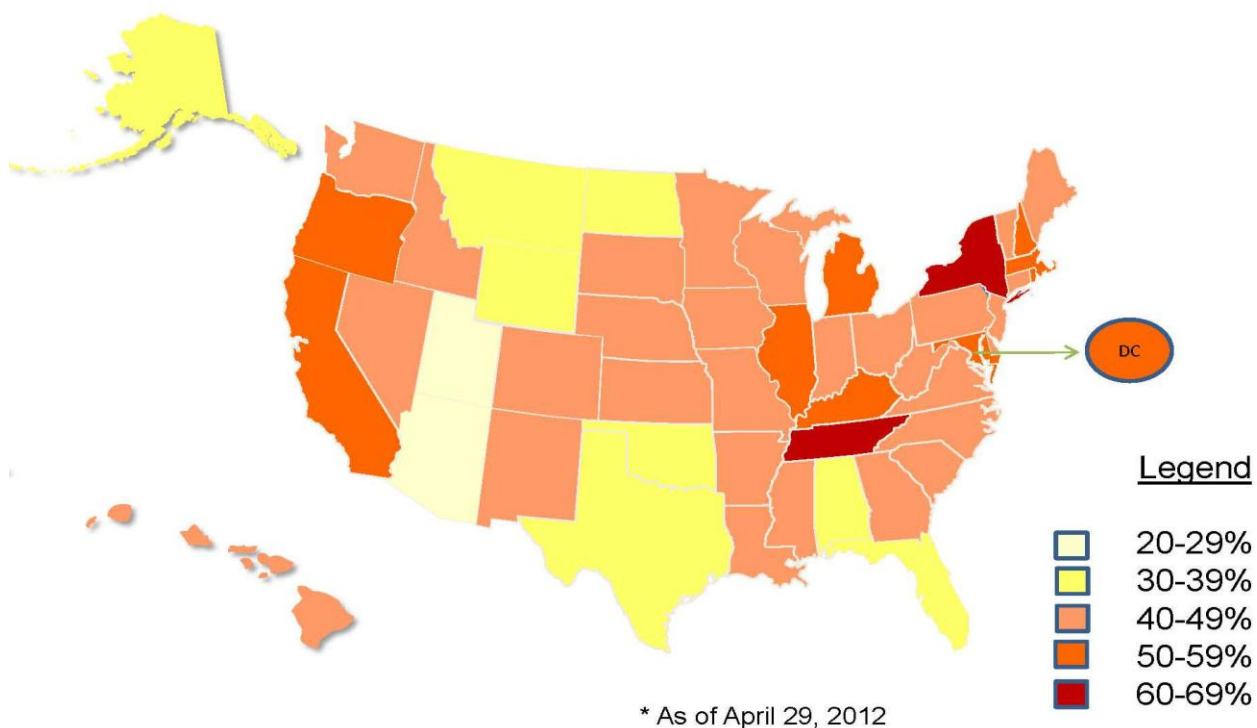 DC
Legend
20-29%
30-39%
40-49%
50-59%
60-69%
* As of April 29, 2012